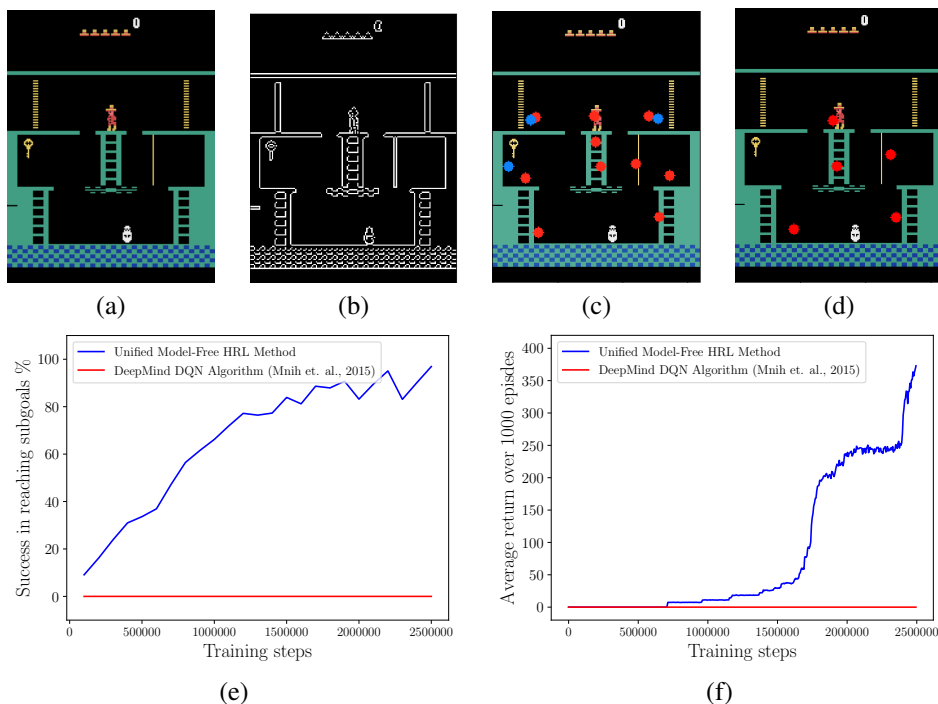 0
0
0
0
(a)
(b)
(c)
(d)
Success in reaching subgoals %
100
80
60
40
20
0
Unified Model-Free HRL Method
DeepMind DQN Algorithm (Mnih et. al., 2015)
0
500000
1000000
1500000
2000000
2500000
Training steps
(e)
Average return over 1000 episdes
400
350
300
250
200
150
100
50
0
Unified Model-Free HRL Method
DeepMind DQN Algorithm (Mnih et. al., 2015)
0
500000
1000000
1500000
2000000
2500000
Training steps
(f)